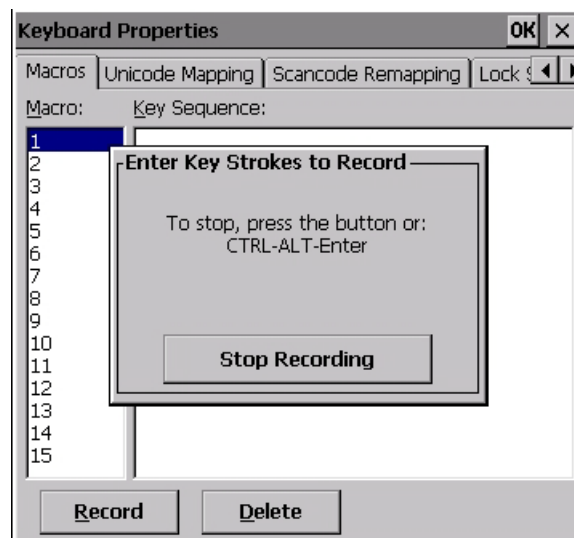 Keyboard Properties OK ×
Macros Unicode Mapping Scancode Remapping Lock
Macro: Key Sequence:
1
2
3
4
5
6
7
8
9
10
11
12
13
14
15
Enter Key Strokes to Record
To stop, press the button or:
CTRL-ALT-Enter
Stop Recording
Record Delete